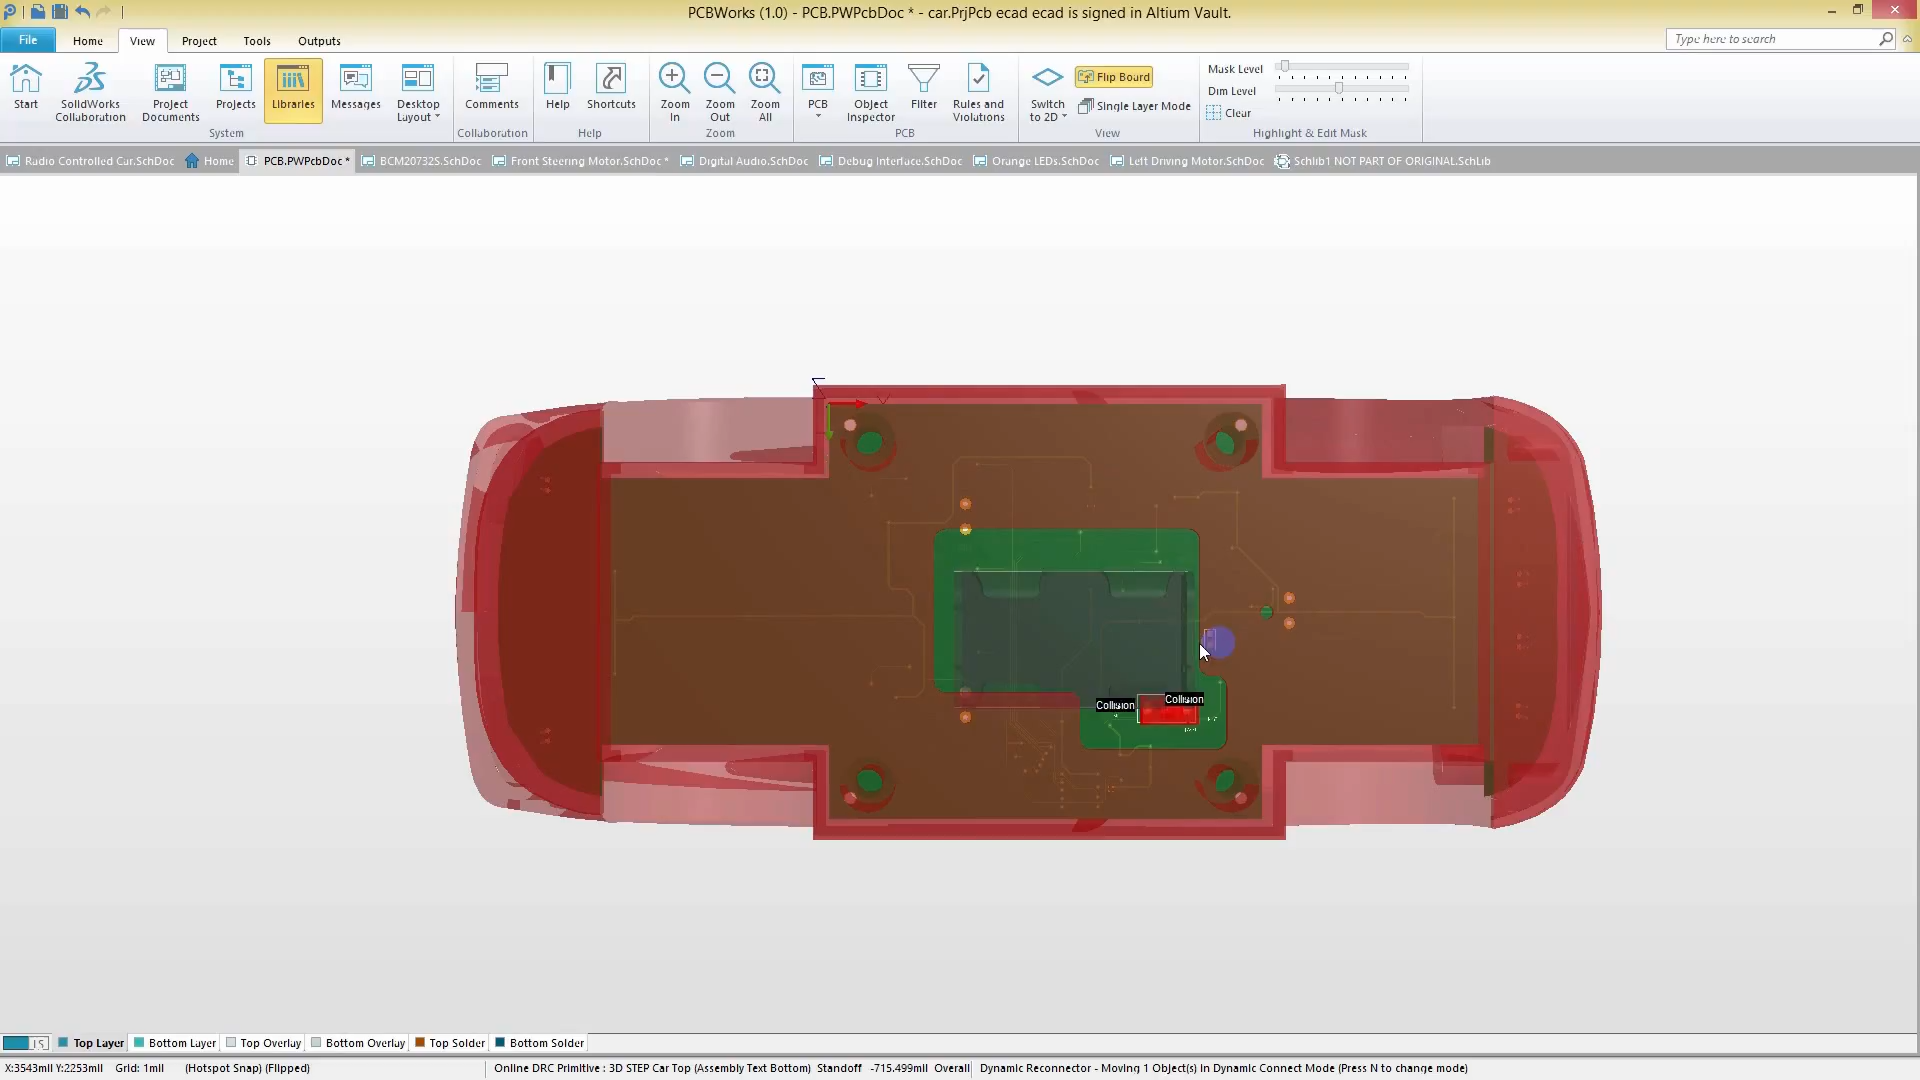 PCBWorks (1.0) - PCB.PWPcbDoc * - car.PrjPcb ecad ecad is signed in Altium Vault.
File Home View Project Tools Outputs
Type here to search
Start SolidWorks Collaboration Project Documents Projects Libraries Messages Desktop Layout
System
Comments
Collaboration
Help Shortcuts
Help
Zoom In Zoom Out Zoom All
Zoom
PCB Object Inspector Filter Rules and Violations
PCB
Switch to 2D Flip Board
Single Layer Mode
View
Mask Level
Dim Level
Clear
Highlight & Edit Mask
Radio Controlled Car.SchDoc Home PCB.PWPcbDoc * BCM20732S.SchDoc Front Steering Motor.SchDoc * Digital Audio.SchDoc Debug Interface.SchDoc Orange LEDs.SchDoc Left Driving Motor.SchDoc Schlib1 NOT PART OF ORIGINAL.SchLib
Collision
Collision
LS Top Layer Bottom Layer Top Overlay Bottom Overlay Top Solder Bottom Solder
X:3543mil Y:2253mil Grid: 1mil (Hotspot Snap) (Flipped) Online DRC Primitive : 3D STEP Car Top (Assembly Text Bottom) Standoff -715.499mil Overall Dynamic Reconnector - Moving 1 Object(s) in Dynamic Connect Mode (Press N to change mode)